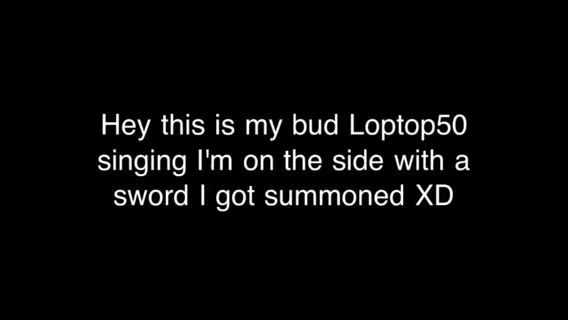 Hey this is my bud Loptop50
singing I'm on the side with a
sword I got summoned XD